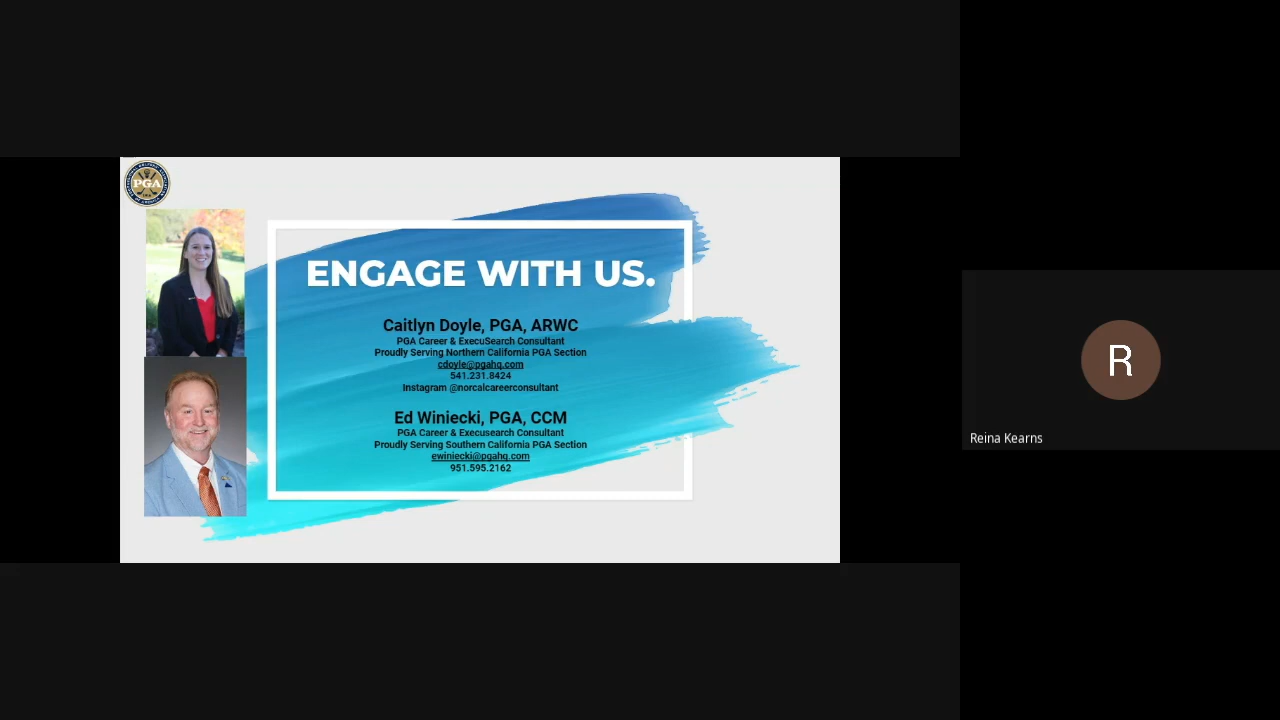 PGA
ENGAGE WITH US.
Caitlyn Doyle, PGA, ARWC
PGA Career & ExecuSearch Consultant
Proudly Serving Northern California PGA Section
cdoyle@pgahq.com
541.231.8424
Instagram @norcalcareerconsultant
Ed Winiecki, PGA, CCM
PGA Career & Execusearch Consultant
Proudly Serving Southern California PGA Section
ewiniecki@pgahq.com
951.595.2162
R
Reina Kearns